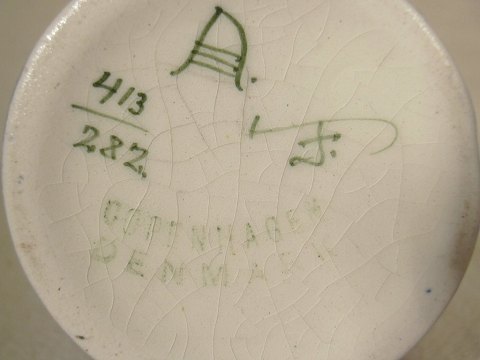 A.
413
282.
J.
COPENHAGEN
DENMARK